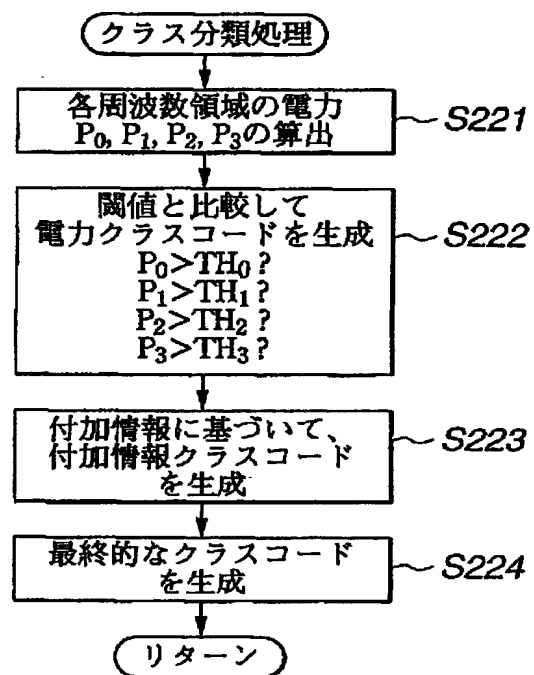 クラス分類処理
各周波数領域の電力
P₀, P₁, P₂, P₃の算出
S221
閾値と比較して
電力クラスコードを生成
P₀>TH₀?
P₁>TH₁?
P₂>TH₂?
P₃>TH₃?
S222
付加情報に基づいて、
付加情報クラスコード
を生成
S223
最終的なクラスコード
を生成
S224
リターン